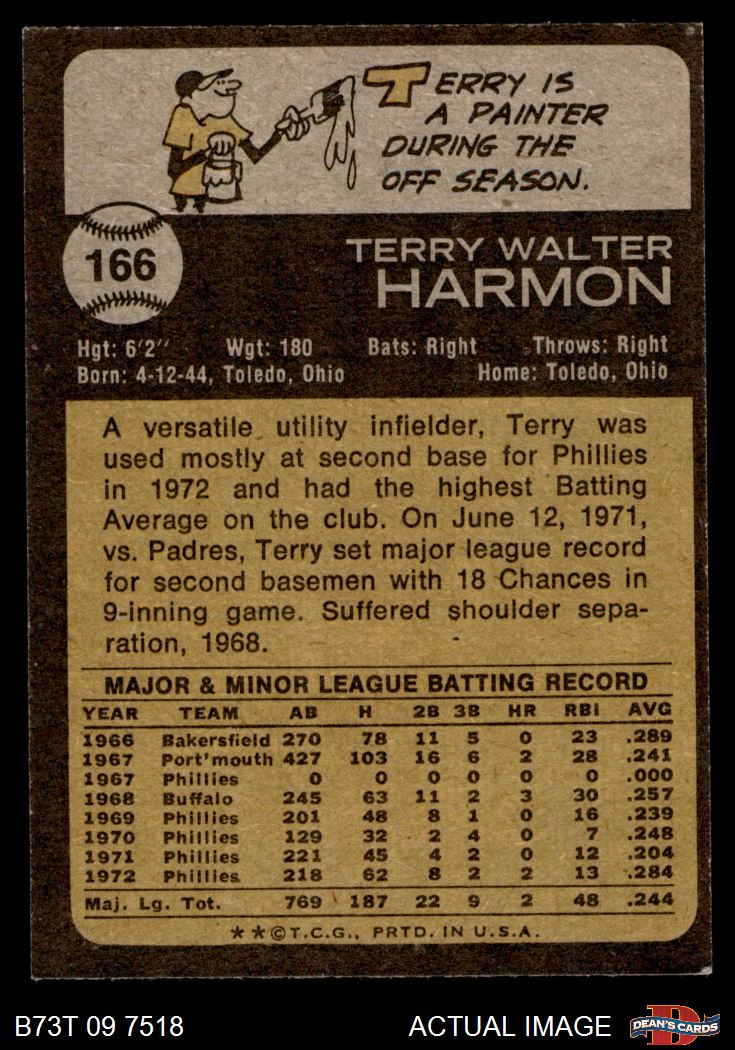 TERRY IS
A PAINTER
DURING THE
OFF SEASON.
166
TERRY WALTER
HARMON
Hgt: 6'2" Wgt: 180 Bats: Right Throws: Right
Born: 4-12-44, Toledo, Ohio Home: Toledo, Ohio
A versatile utility infielder, Terry was
used mostly at second base for Phillies
in 1972 and had the highest Batting
Average on the club. On June 12, 1971,
vs. Padres, Terry set major league record
for second basemen with 18 Chances in
9-inning game. Suffered shoulder sepa-
ration, 1968.
MAJOR & MINOR LEAGUE BATTING RECORD
YEAR TEAM AB H 2B 3B HR RBI AVG
1966 Bakersfield 270 78 11 5 0 23 .289
1967 Port'mouth 427 103 16 6 2 28 .241
1967 Phillies 0 0 0 0 0 0 .000
1968 Buffalo 245 63 11 2 3 30 .257
1969 Phillies 201 48 8 1 0 16 .239
1970 Phillies 129 32 2 4 0 7 .248
1971 Phillies 221 45 4 2 0 12 .204
1972 Phillies 218 62 8 2 2 13 .284
Maj. Lg. Tot. 769 187 22 9 2 48 .244
**©T.C.G., PRTD. IN U.S.A.
B73T 09 7518 ACTUAL IMAGE D DEAN'S CARDS